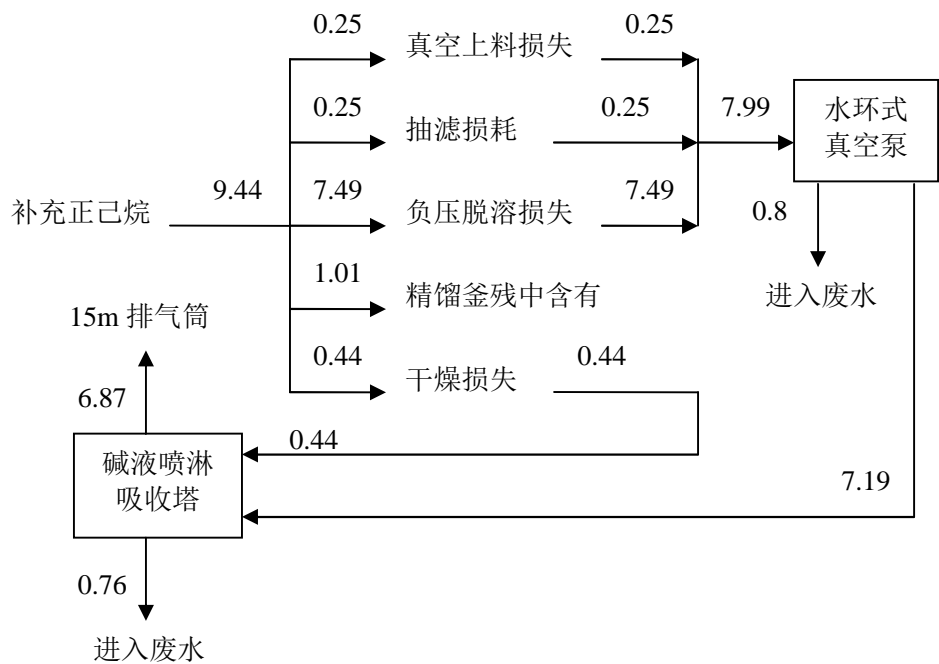 0.25
真空上料损失
0.25
0.25
抽滤损耗
0.25
7.99
水环式
真空泵
补充正己烷
9.44
7.49
负压脱溶损失
7.49
0.8
进入废水
1.01
精馏釜残中含有
15m 排气筒
0.44
干燥损失
0.44
6.87
0.44
碱液喷淋
吸收塔
7.19
0.76
进入废水